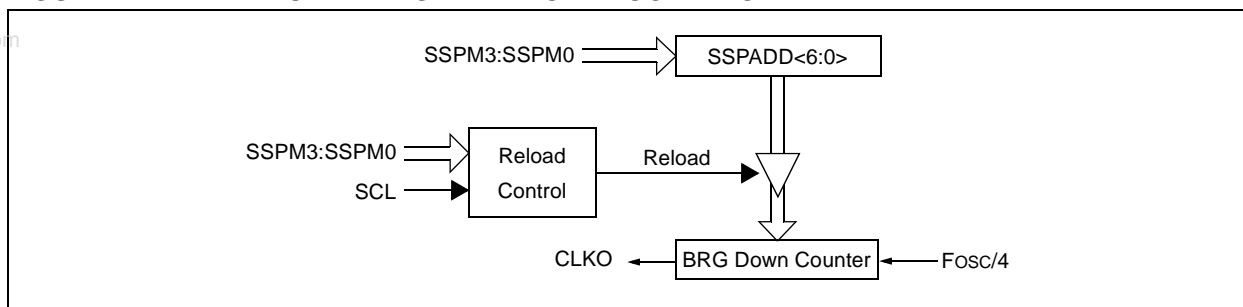 SSPM3:SSPM0
SSPADD<6:0>
SSPM3:SSPM0
SCL
Reload
Control
Reload
CLKO
BRG Down Counter
FOSC/4